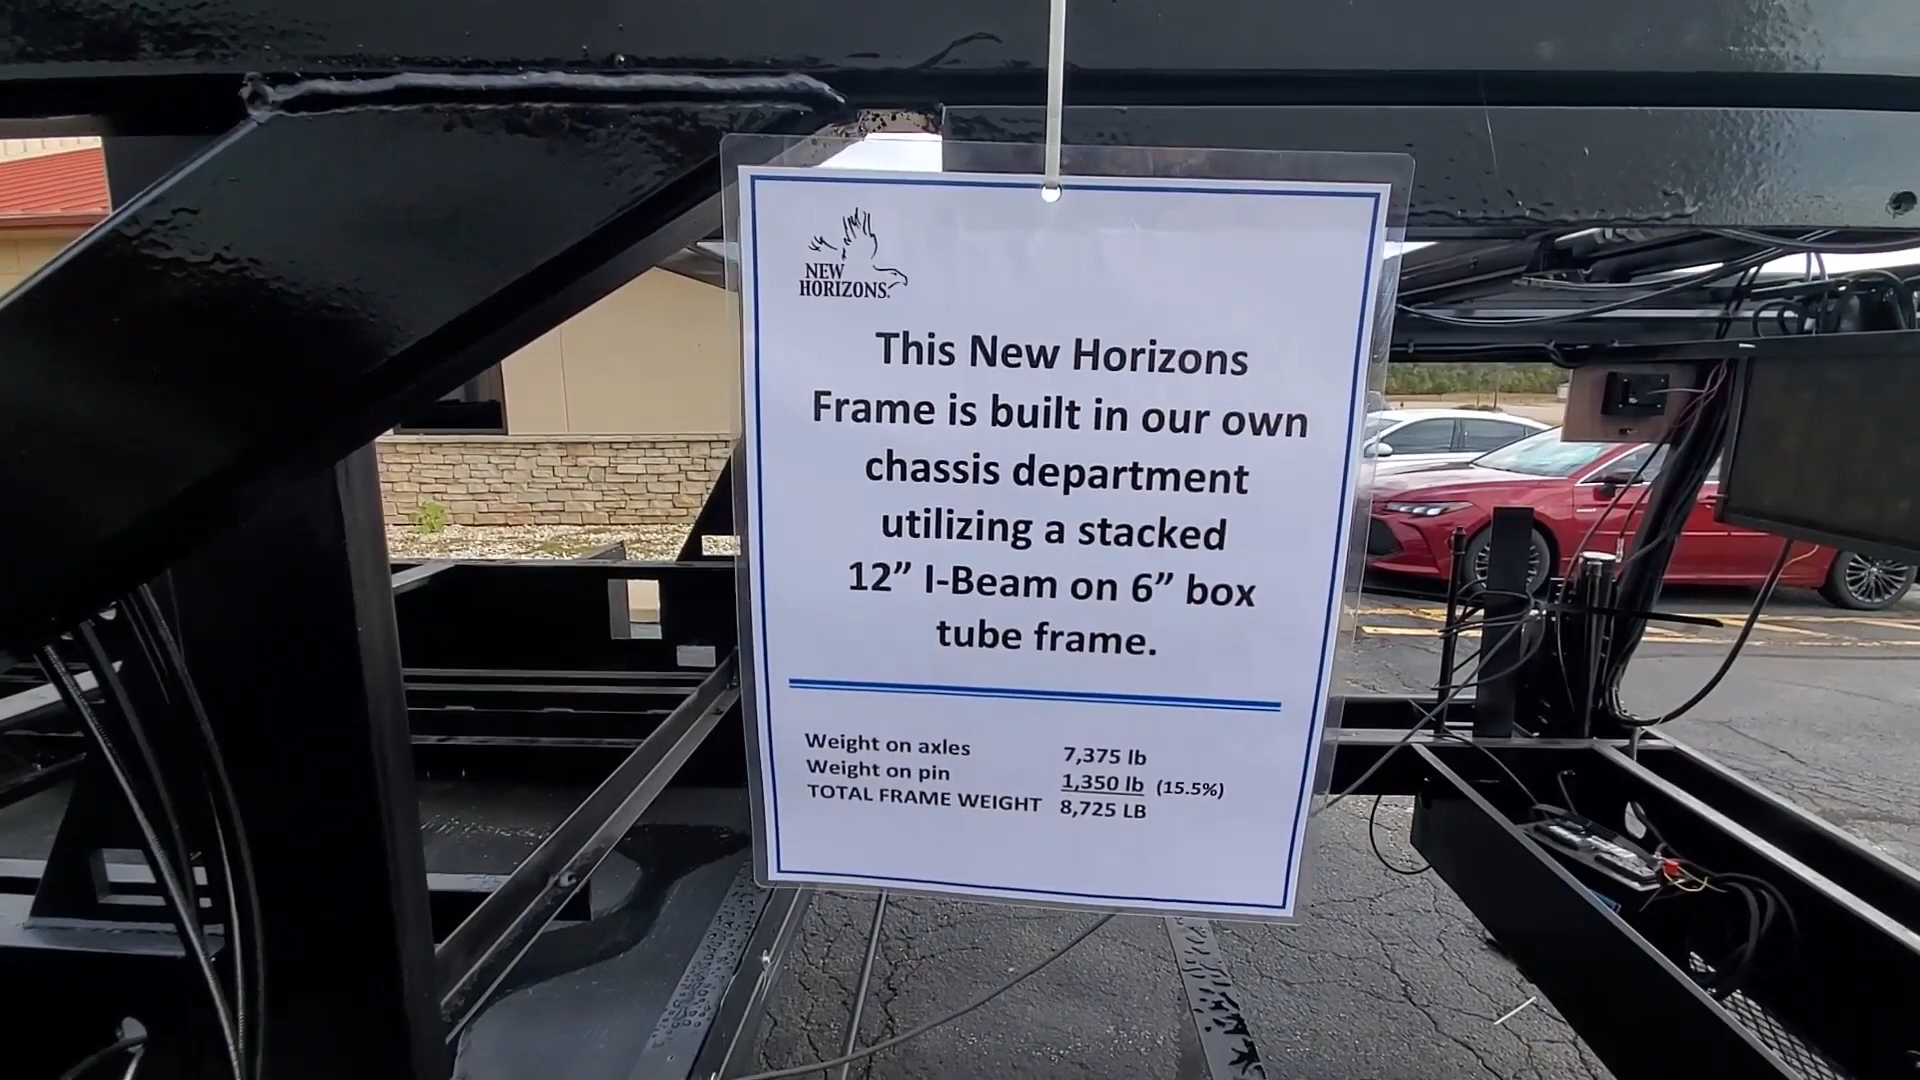 NEW
HORIZONS.
This New Horizons
Frame is built in our own
chassis department
utilizing a stacked
12” I-Beam on 6” box
tube frame.
Weight on axles 7,375 lb
Weight on pin 1,350 lb (15.5%)
TOTAL FRAME WEIGHT 8,725 LB